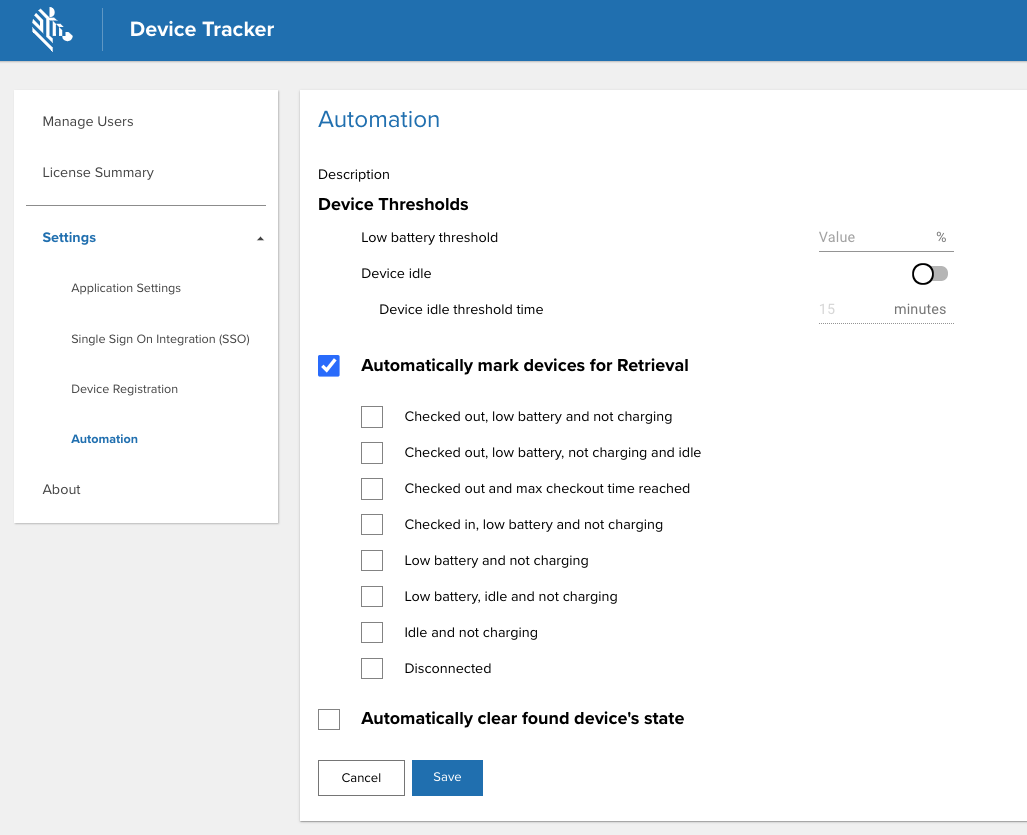 Device Tracker
Manage Users
License Summary
Settings
Application Settings
Single Sign On Integration (SSO)
Device Registration
Automation
About
Automation
Description
Device Thresholds
Low battery threshold Value %
Device idle
Device idle threshold time 15 minutes
Automatically mark devices for Retrieval
Checked out, low battery and not charging
Checked out, low battery, not charging and idle
Checked out and max checkout time reached
Checked in, low battery and not charging
Low battery and not charging
Low battery, idle and not charging
Idle and not charging
Disconnected
Automatically clear found device's state
Cancel Save